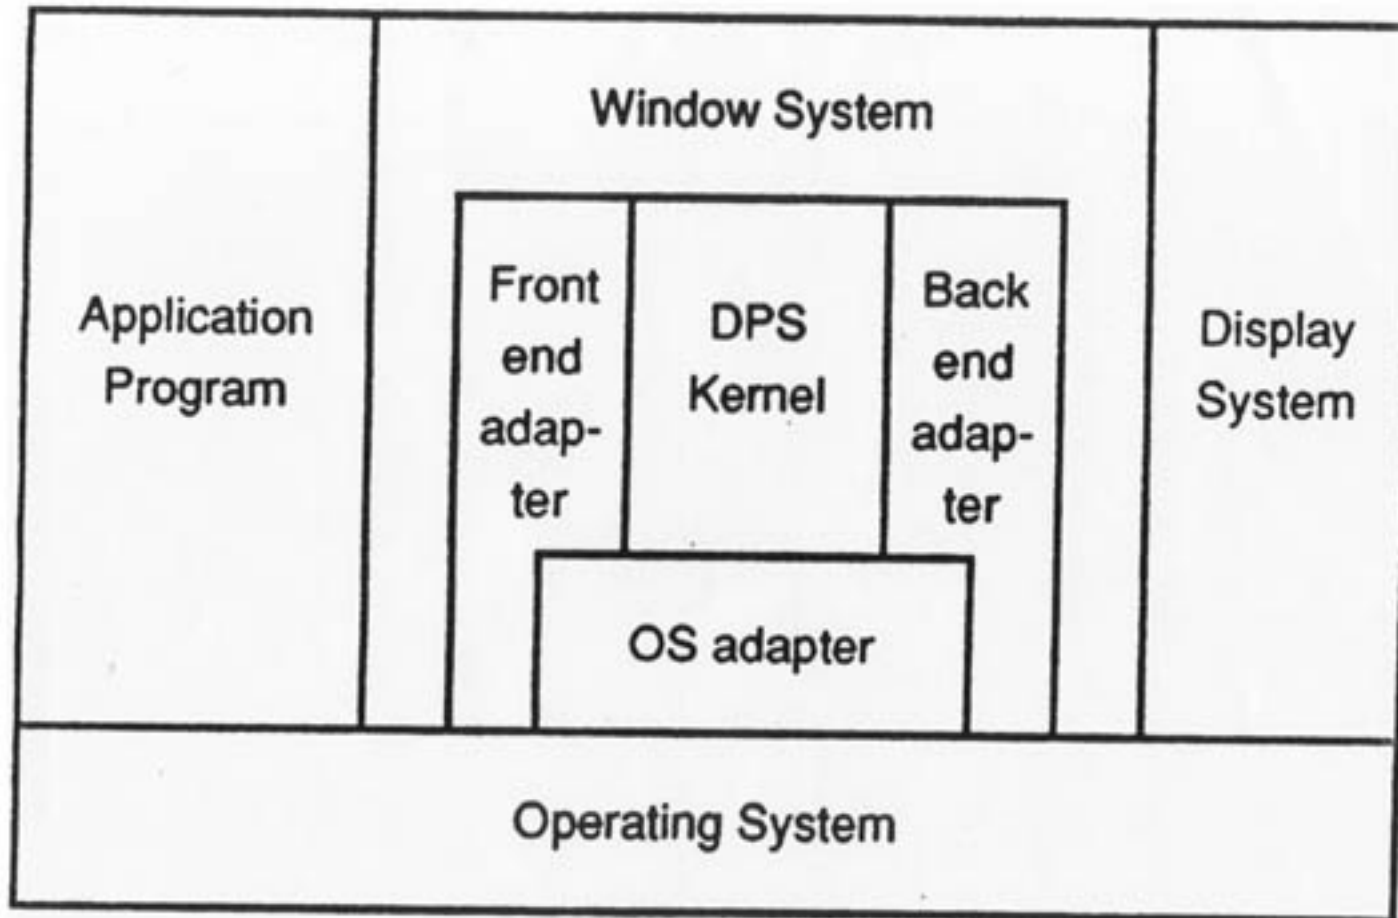 Window System
Application
Program
Front
end
adap-
ter
DPS
Kernel
Back
end
adap-
ter
Display
System
OS adapter
Operating System